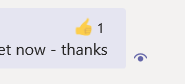 👍 1
et now - thanks